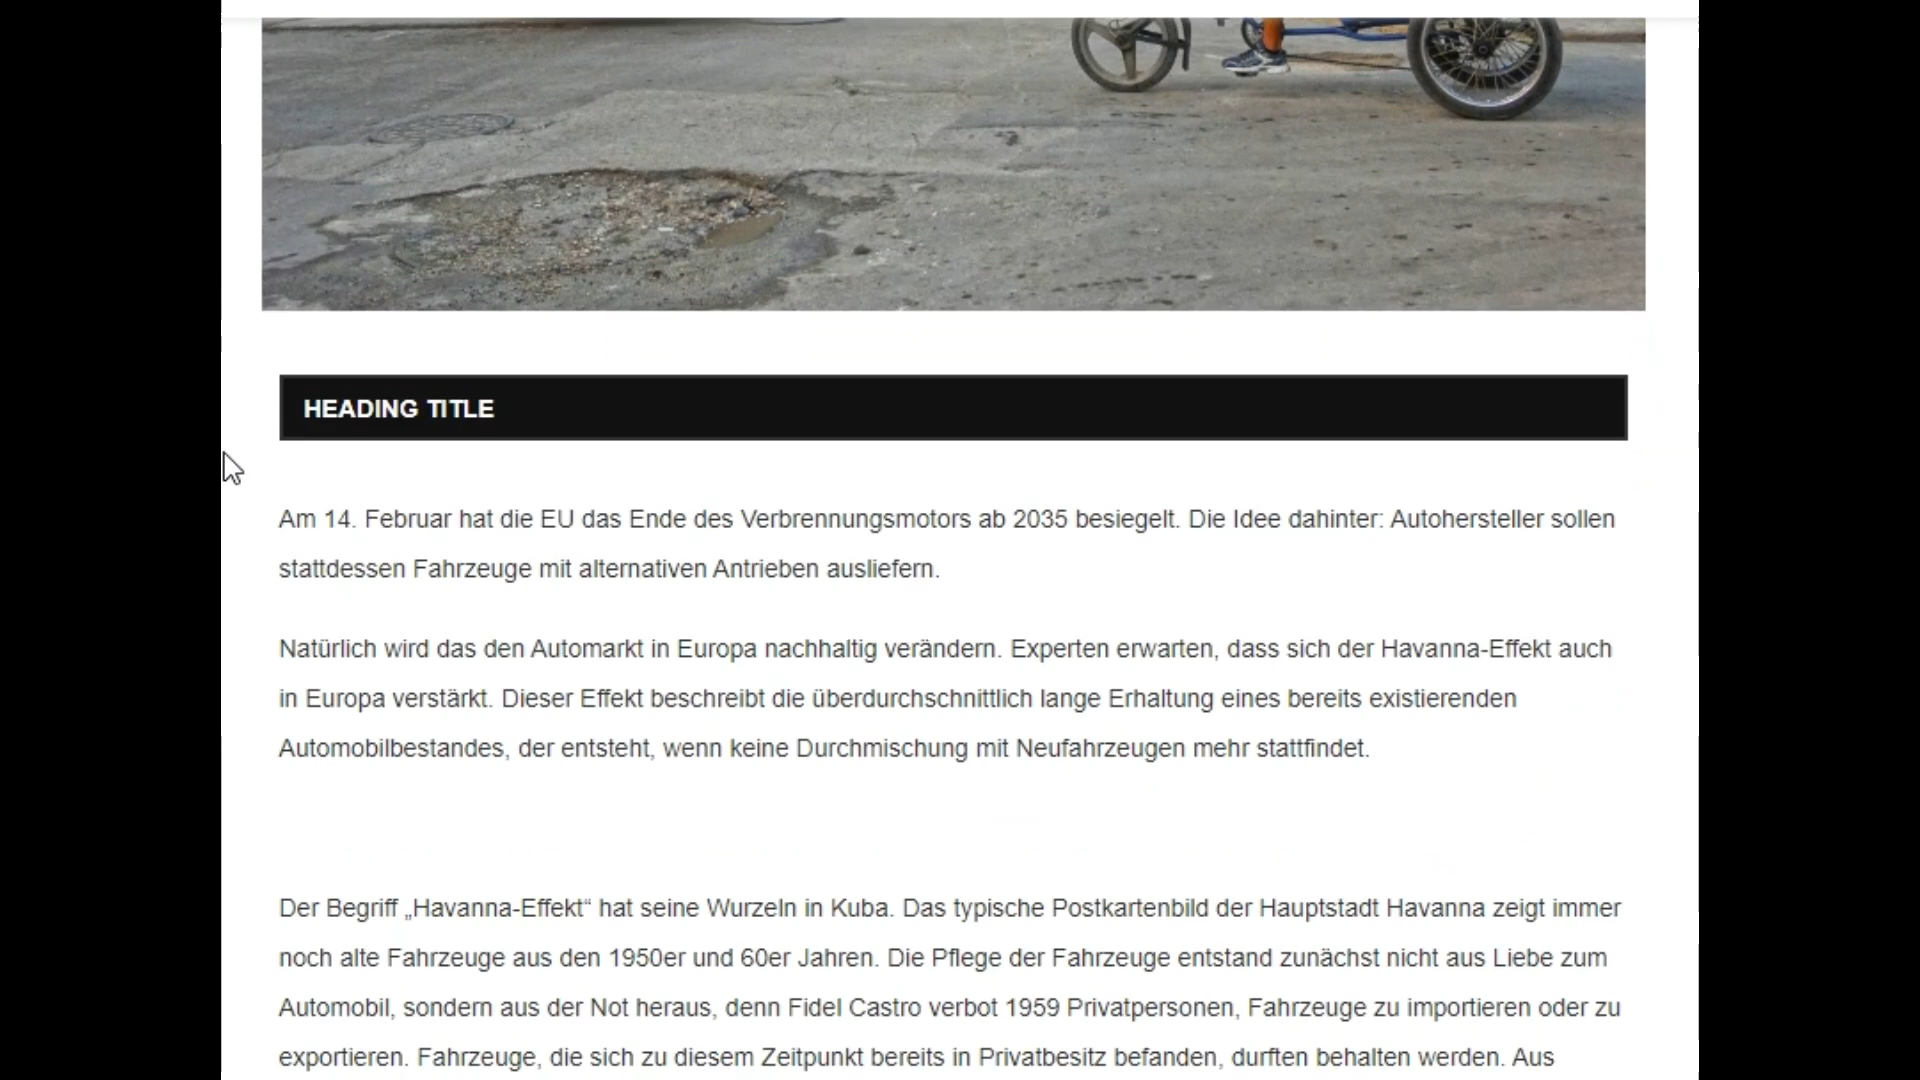 HEADING TITLE
Am 14. Februar hat die EU das Ende des Verbrennungsmotors ab 2035 besiegelt. Die Idee dahinter: Autohersteller sollen
stattdessen Fahrzeuge mit alternativen Antrieben ausliefern.
Natürlich wird das den Automarkt in Europa nachhaltig verändern. Experten erwarten, dass sich der Havanna-Effekt auch
in Europa verstärkt. Dieser Effekt beschreibt die überdurchschnittlich lange Erhaltung eines bereits existierenden
Automobilbestandes, der entsteht, wenn keine Durchmischung mit Neufahrzeugen mehr stattfindet.
Der Begriff „Havanna-Effekt“ hat seine Wurzeln in Kuba. Das typische Postkartenbild der Hauptstadt Havanna zeigt immer
noch alte Fahrzeuge aus den 1950er und 60er Jahren. Die Pflege der Fahrzeuge entstand zunächst nicht aus Liebe zum
Automobil, sondern aus der Not heraus, denn Fidel Castro verbot 1959 Privatpersonen, Fahrzeuge zu importieren oder zu
exportieren. Fahrzeuge, die sich zu diesem Zeitpunkt bereits in Privatbesitz befanden, durften behalten werden. Aus